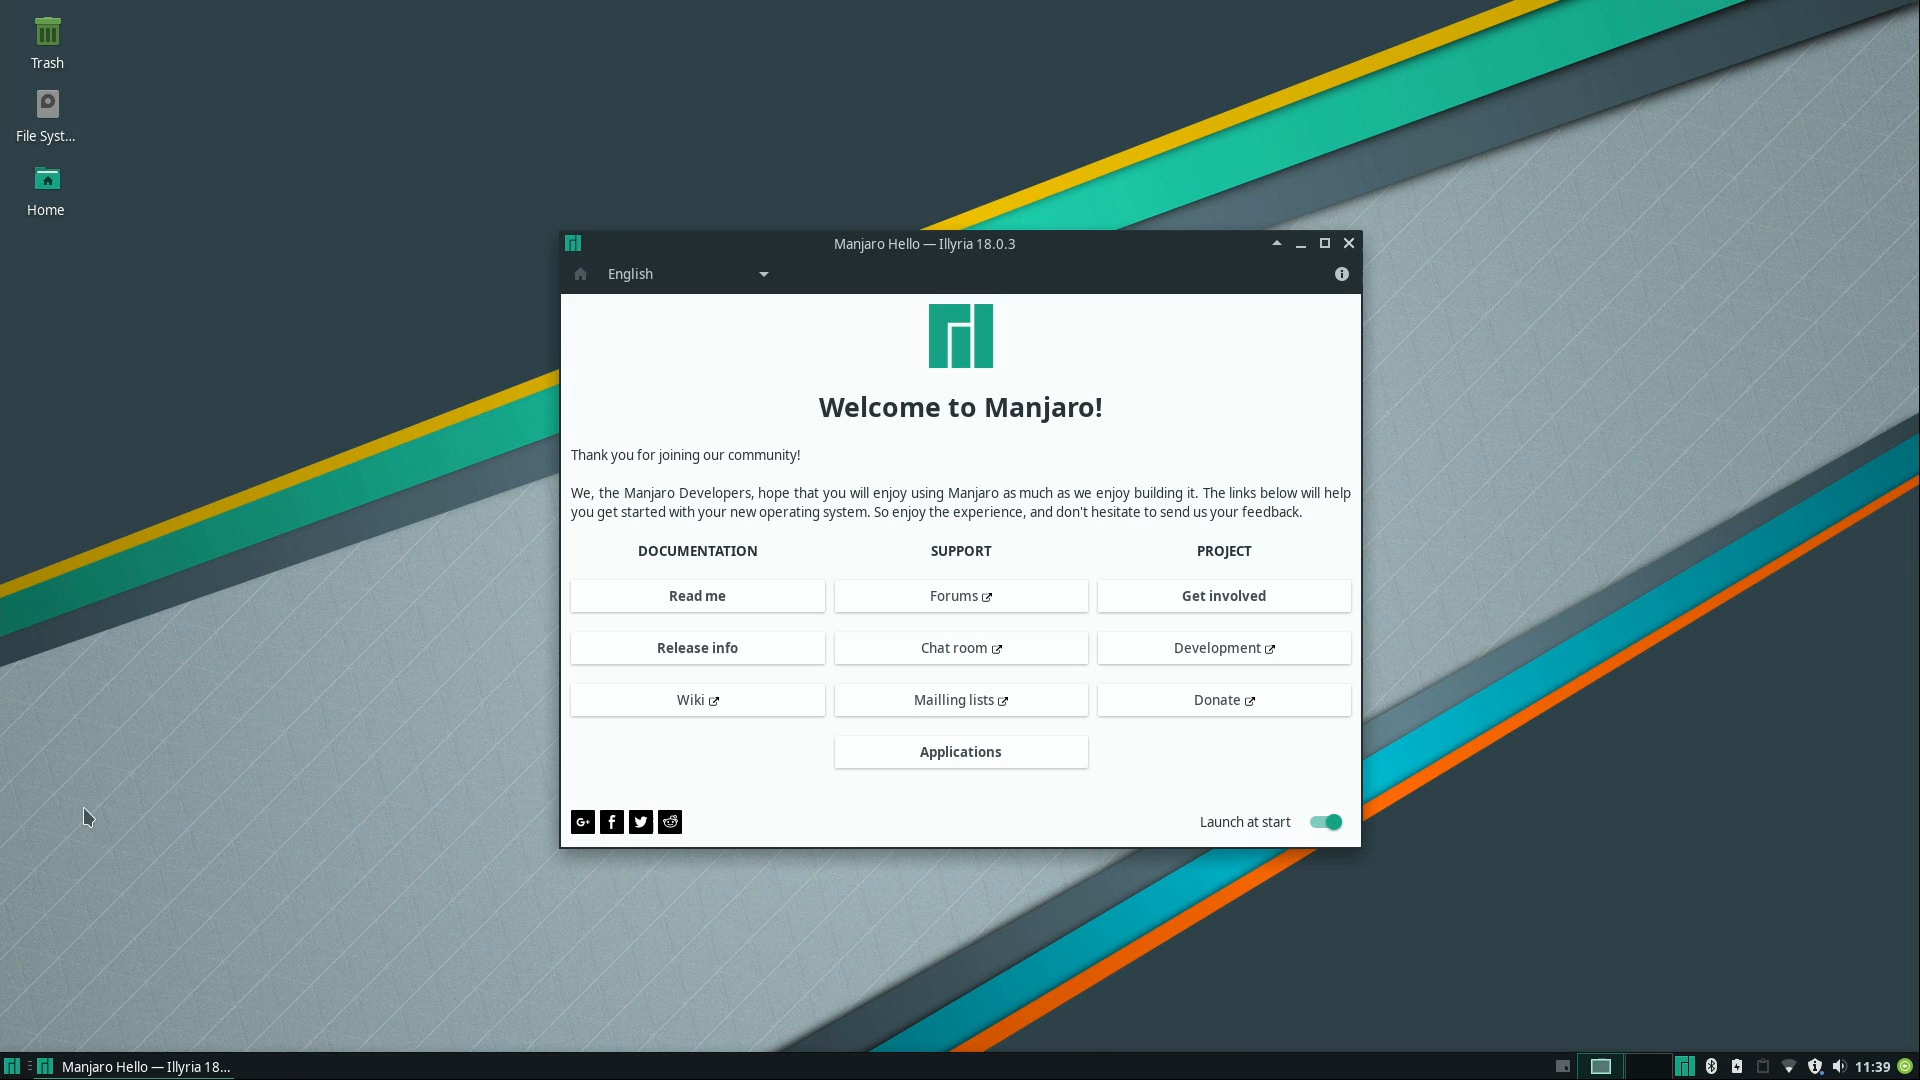 Trash
File Syst...
Home
Manjaro Hello — Illyria 18.0.3
English
Welcome to Manjaro!
Thank you for joining our community!
We, the Manjaro Developers, hope that you will enjoy using Manjaro as much as we enjoy building it. The links below will help
you get started with your new operating system. So enjoy the experience, and don't hesitate to send us your feedback.
DOCUMENTATION SUPPORT PROJECT
Read me Forums Get involved
Release info Chat room Development
Wiki Mailling lists Donate
Applications
G+ f Launch at start
Manjaro Hello — Illyria 18... 11:39